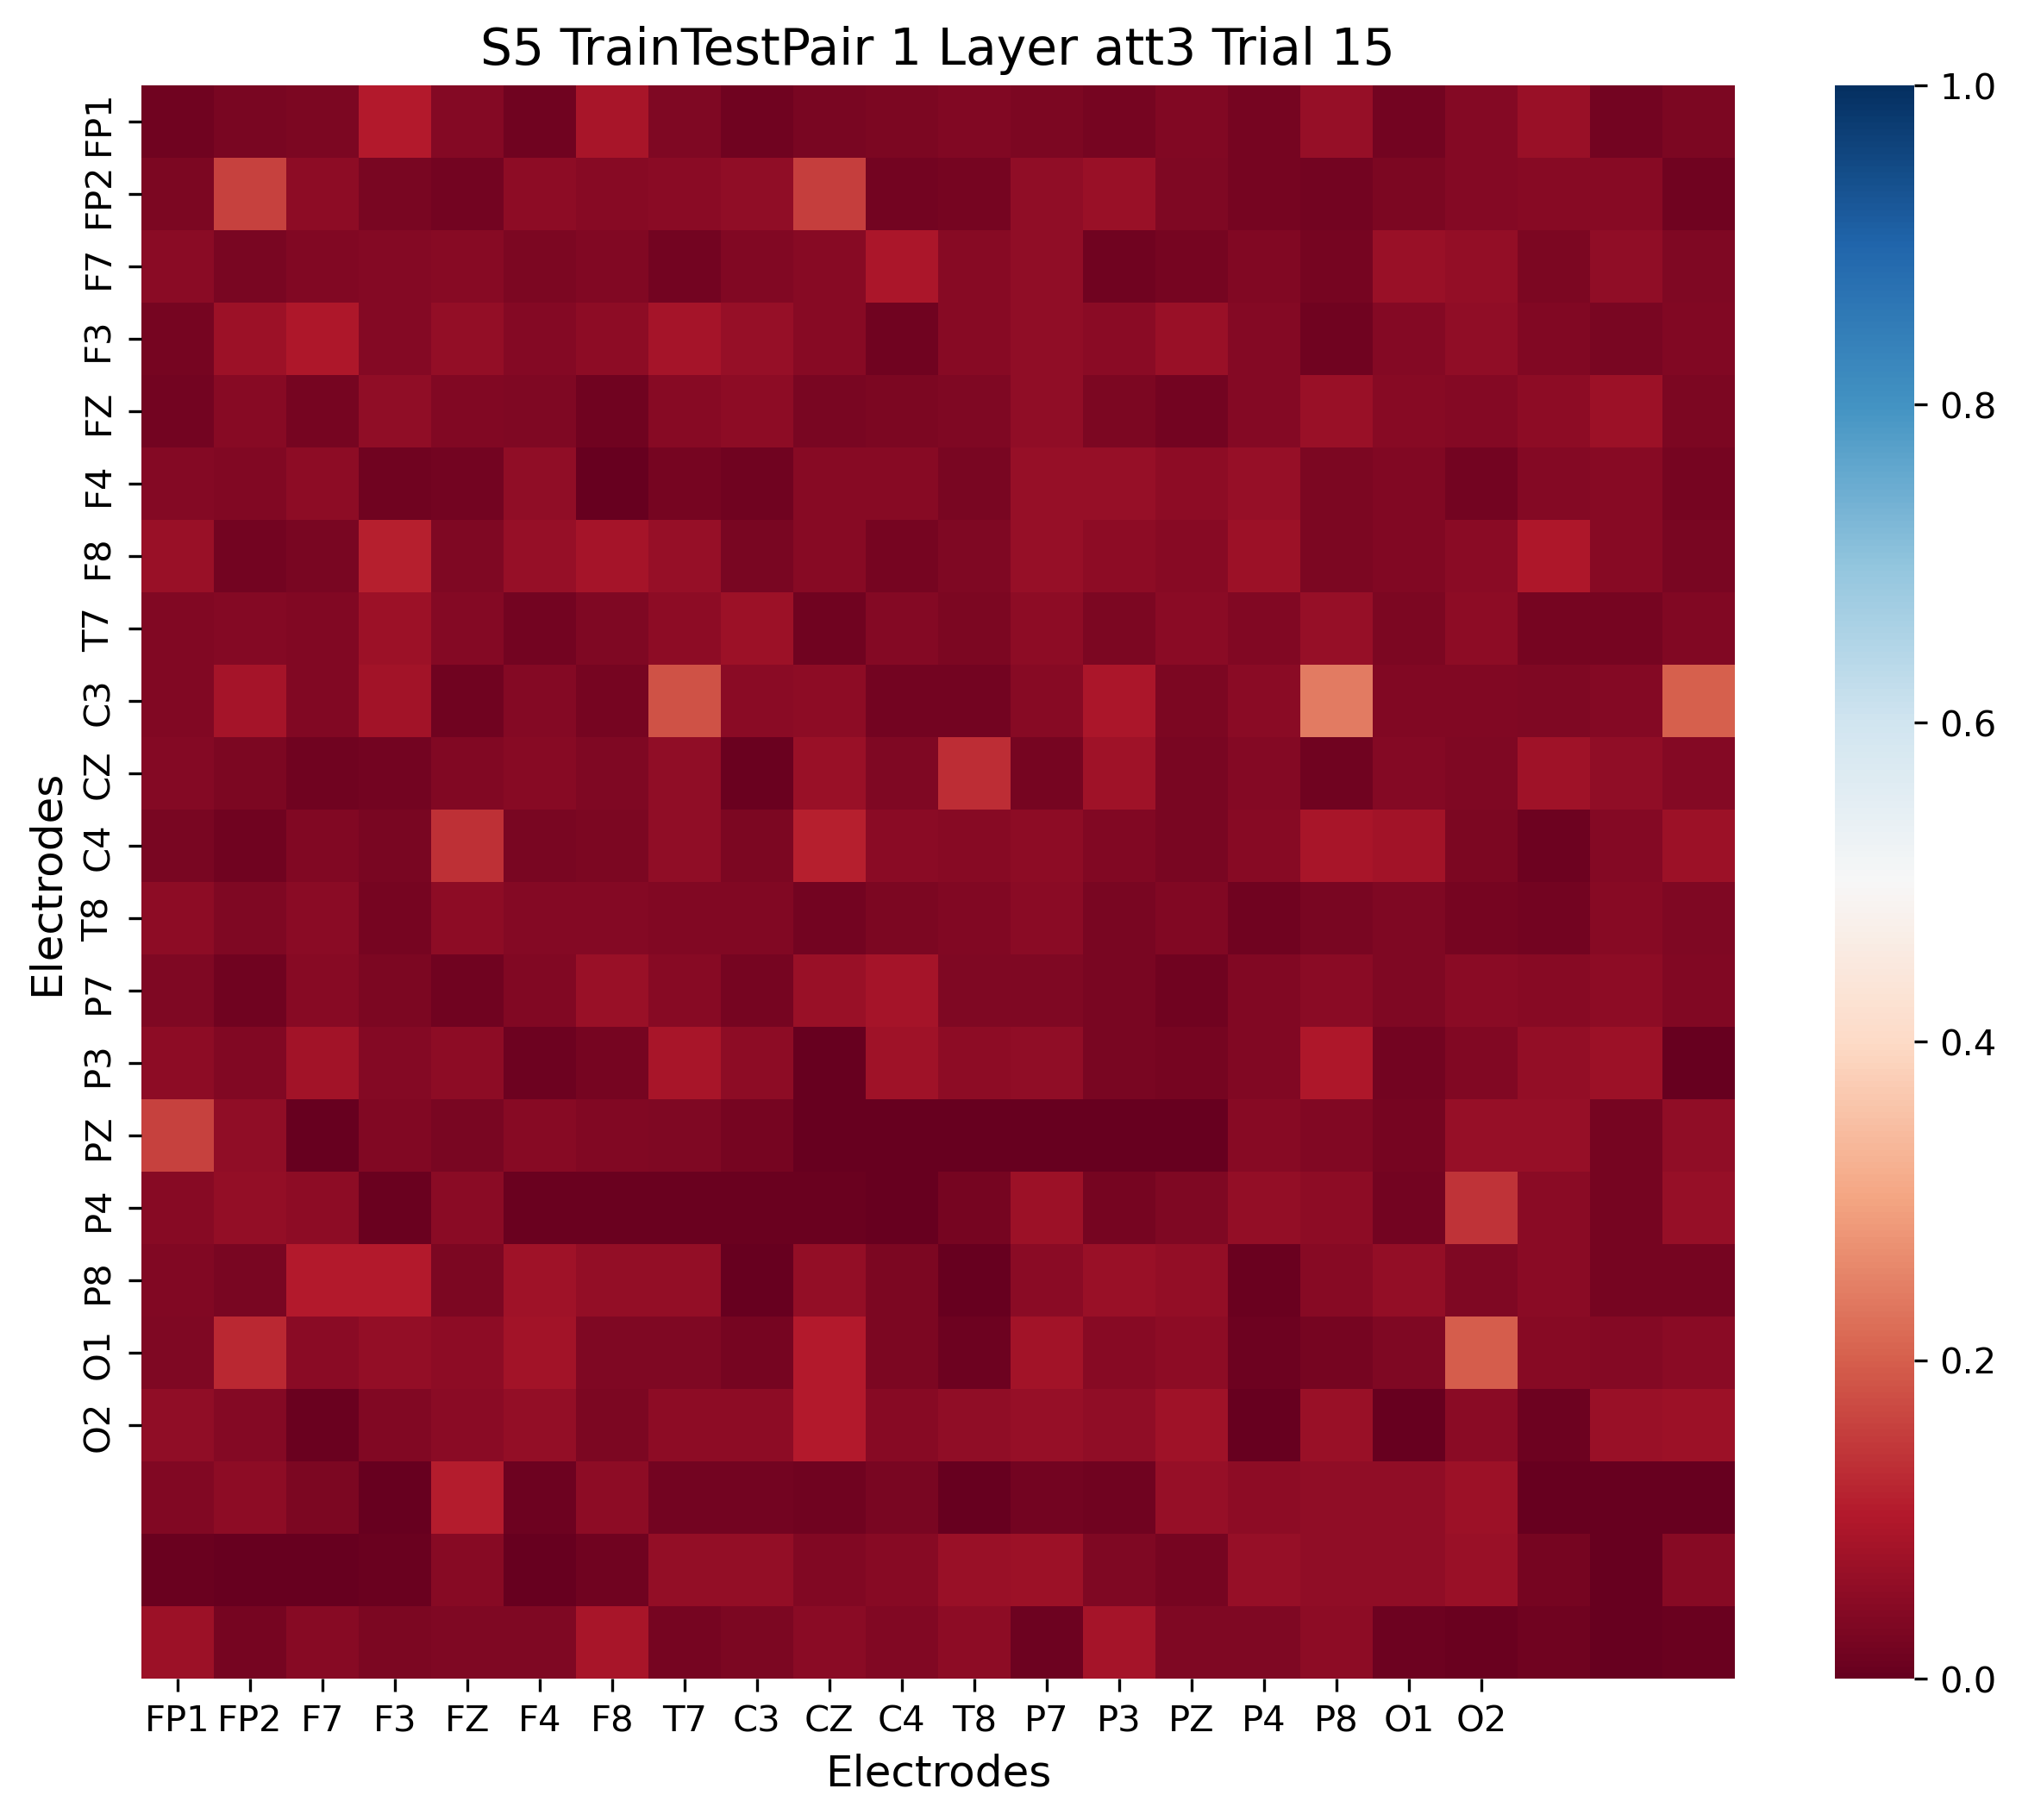 S5 TrainTestPair 1 Layer att3 Trial 15
FP1
FP2
F7
F3
FZ
F4
F8
T7
C3
CZ
C4
T8
P7
P3
PZ
P4
P8
O1
O2
Electrodes
FP1 FP2 F7 F3 FZ F4 F8 T7 C3 CZ C4 T8 P7 P3 PZ P4 P8 O1 O2
Electrodes
1.0
0.8
0.6
0.4
0.2
0.0